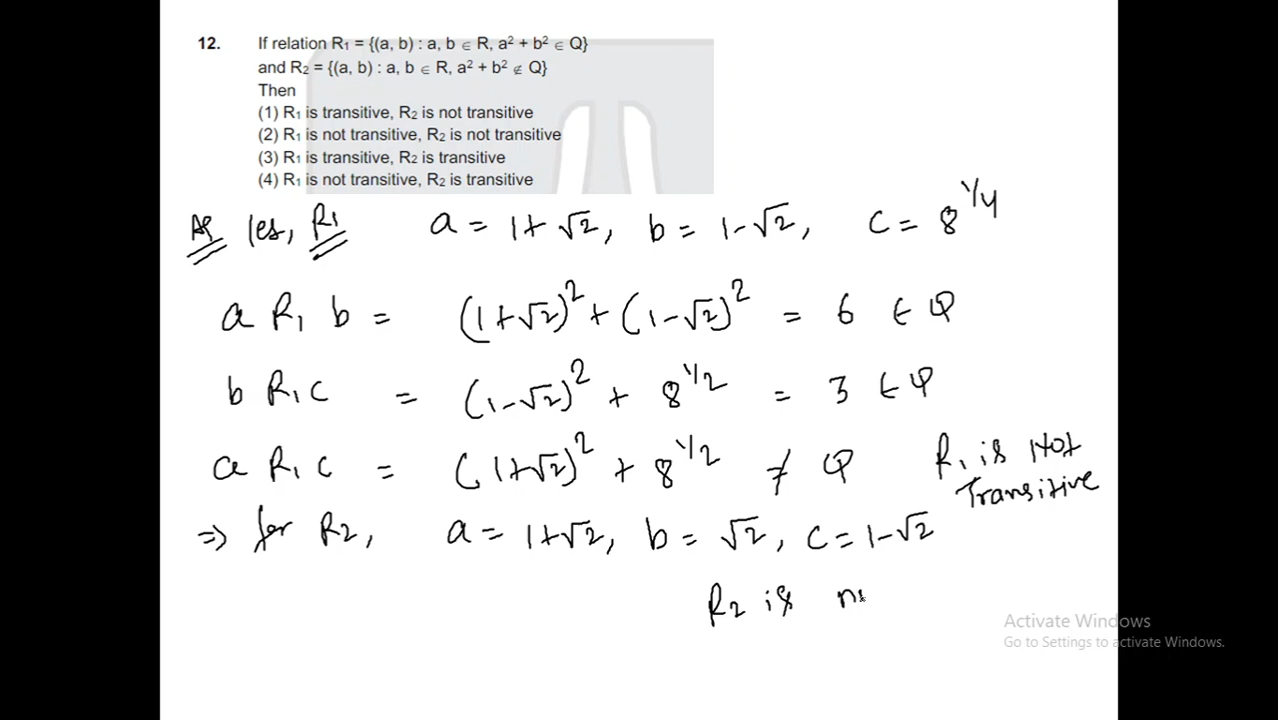 12. If relation R₁ = {(a, b) : a, b ∈ R, a² + b² ∈ Q}
and R₂ = {(a, b) : a, b ∈ R, a² + b² ∉ Q}
Then
(1) R₁ is transitive, R₂ is not transitive
(2) R₁ is not transitive, R₂ is not transitive
(3) R₁ is transitive, R₂ is transitive
(4) R₁ is not transitive, R₂ is transitive
R₁ a = 1+√2, b = 1-√2, c = 8^1/4
a R₁ b = (1+√2)² + (1-√2)² = 6 ∈ Q
b R₁ c = (1-√2)² + 8^1/2 = 3 ∈ Q
a R₁ c = (1+√2)² + 8^1/2 ≠ Q R₁ is Not
Transitive
⇒ for R2, a = 1+√2, b = √2, c = 1-√2
R2 is n
Activate Windows
Go to Settings to activate Windows.